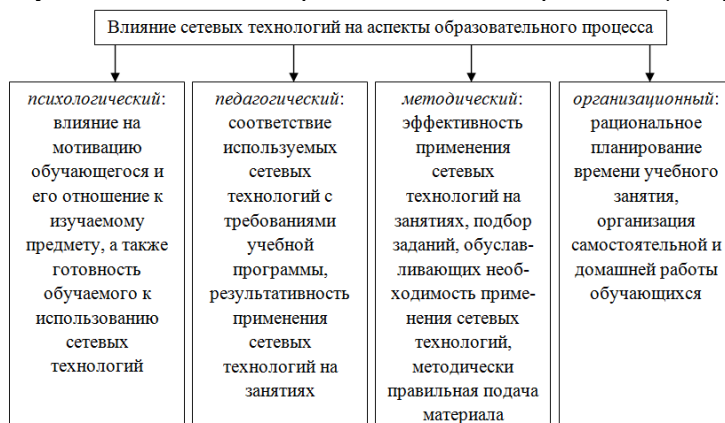 Влияние сетевых технологий на аспекты образовательного процесса
психологический:
влияние на
мотивацию
обучающегося и
его отношение к
изучаемому
предмету, а также
готовность
обучаемого к
использованию
сетевых
технологий
педагогический:
соответствие
используемых
сетевых
технологий с
требованиями
учебной
программы,
результативность
применения
сетевых
технологий на
занятиях
методический:
эффективность
применения
сетевых
технологий на
занятиях, подбор
заданий, обуслав-
ливающих необ-
ходимость приме-
нения сетевых
технологий,
методически
правильная подача
материала
организационный:
рациональное
планирование
времени учебного
занятия,
организация
самостоятельной и
домашней работы
обучающихся